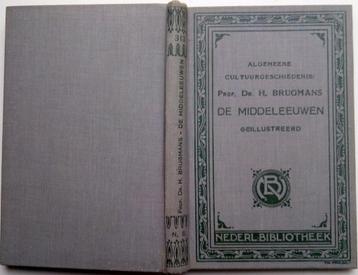 ALGEMEENE
CULTUURGESCHIEDENIS:
PROF. DR. H. BRUGMANS
DE MIDDELEEUWEN
GEÏLLUSTREERD
NEDERL. BIBLIOTHEEK
PROF. DR. H. BRUGMANS - DE MIDDELEEUWEN
N. B.